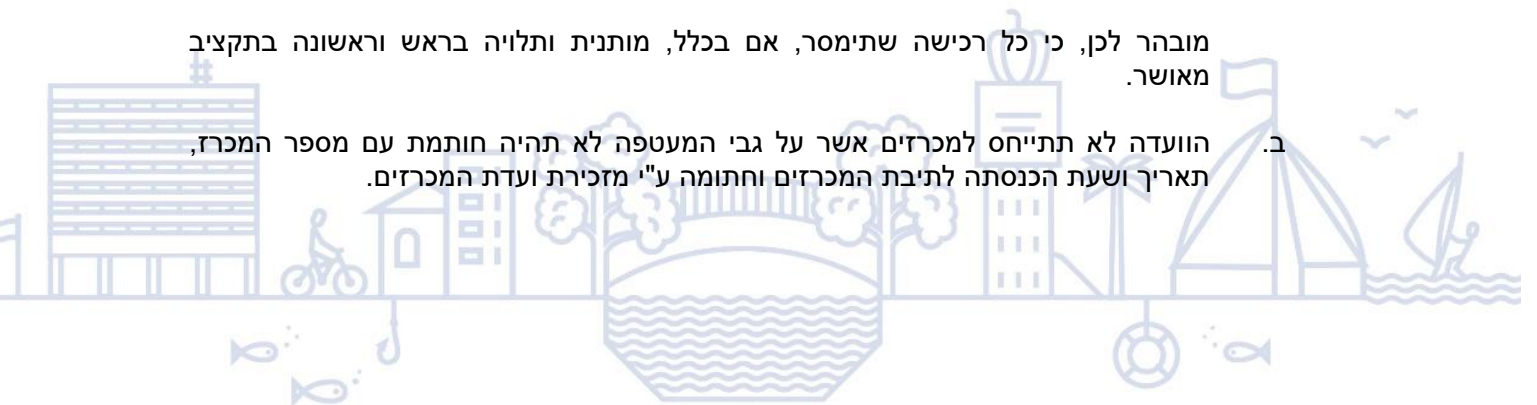 מובהר לכן, כי כל רכישה שתימסר, אם בכלל, מותנית ותלויה בראש וראשונה בתקציב
מאושר.
ב. הוועדה לא תתייחס למכרזים אשר על גבי המעטפה לא תהיה חותמת עם מספר המכרז,
תאריך ושעת הכנסתה לתיבת המכרזים וחתומה ע"י מזכירת ועדת המכרזים.